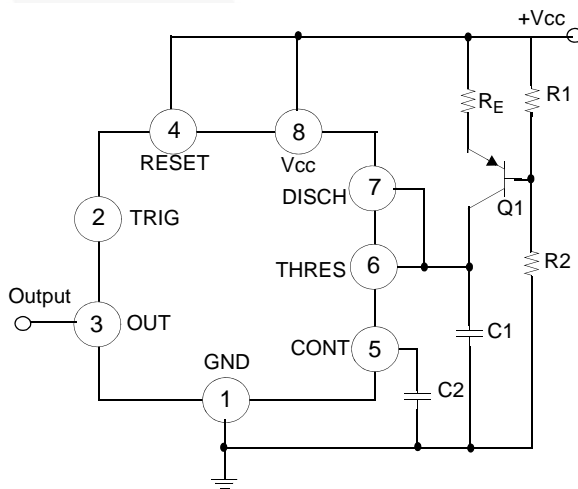 +Vcc
RE
R1
4
RESET
8
Vcc
7
DISCH
Q1
2
TRIG
6
THRES
R2
Output
3
OUT
GND
1
CONT
5
C1
C2